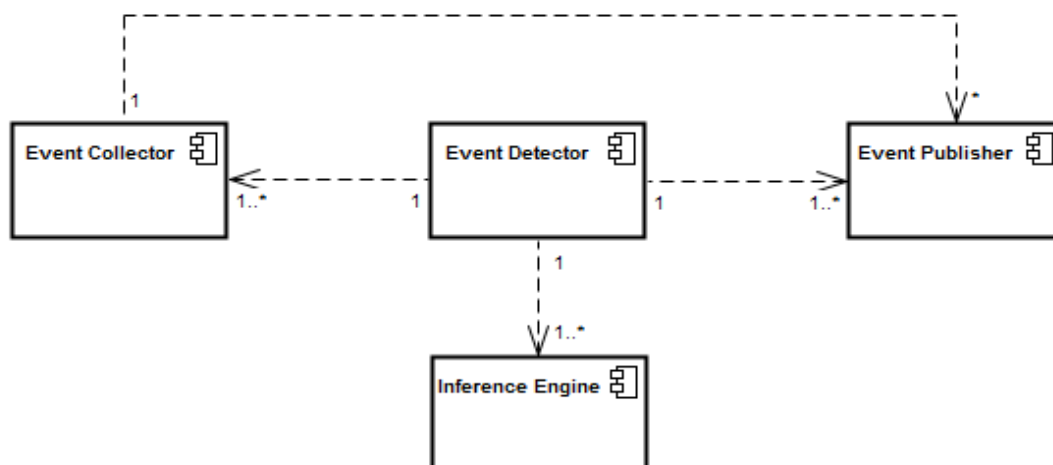 1
*
Event Collector
Event Detector
Event Publisher
1..*
1
1
1..*
1
1..*
Inference Engine